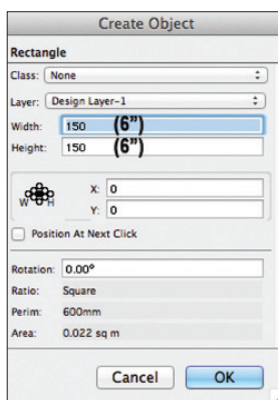 Create Object
Rectangle
Class: None
Layer: Design Layer-1
Width: 150 (6")
Height: 150 (6")
X: 0
W H
Y: 0
Position At Next Click
Rotation: 0.00°
Ratio: Square
Perim: 600mm
Area: 0.022 sq m
Cancel OK